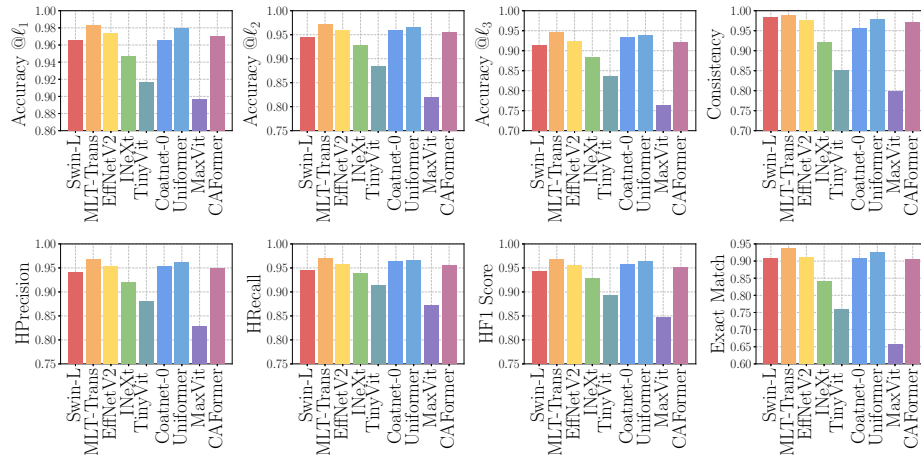 Accuracy @ℓ1
1.00
0.98
0.96
0.94
0.92
0.90
0.88
0.86
Swin-L
MLT-Trans
EffNetV2
INeXt
TinyVit
Coatnet-0
Uniformer
MaxVit
CAFormer
Accuracy @ℓ2
1.00
0.95
0.90
0.85
0.80
0.75
Swin-L
MLT-Trans
EffNetV2
INeXt
TinyVit
Coatnet-0
Uniformer
MaxVit
CAFormer
Accuracy @ℓ3
1.00
0.95
0.90
0.85
0.80
0.75
0.70
Swin-L
MLT-Trans
EffNetV2
INeXt
TinyVit
Coatnet-0
Uniformer
MaxVit
CAFormer
Consistency
1.00
0.95
0.90
0.85
0.80
0.75
0.70
Swin-L
MLT-Trans
EffNetV2
INeXt
TinyVit
Coatnet-0
Uniformer
MaxVit
CAFormer
HPrecision
1.00
0.95
0.90
0.85
0.80
0.75
Swin-L
MLT-Trans
EffNetV2
INeXt
TinyVit
Coatnet-0
Uniformer
MaxVit
CAFormer
HRecall
1.00
0.95
0.90
0.85
0.80
0.75
Swin-L
MLT-Trans
EffNetV2
INeXt
TinyVit
Coatnet-0
Uniformer
MaxVit
CAFormer
HF1 Score
1.00
0.95
0.90
0.85
0.80
0.75
Swin-L
MLT-Trans
EffNetV2
INeXt
TinyVit
Coatnet-0
Uniformer
MaxVit
CAFormer
Exact Match
0.95
0.90
0.85
0.80
0.75
0.70
0.65
0.60
Swin-L
MLT-Trans
EffNetV2
INeXt
TinyVit
Coatnet-0
Uniformer
MaxVit
CAFormer